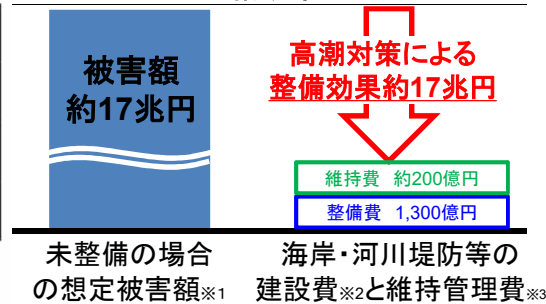 被害額
約17兆円
高潮対策による
整備効果約17兆円
維持費 約200億円
整備費 1,300億円
未整備の場合
の想定被害額※1
海岸・河川堤防等の
建設費※2と維持管理費※3